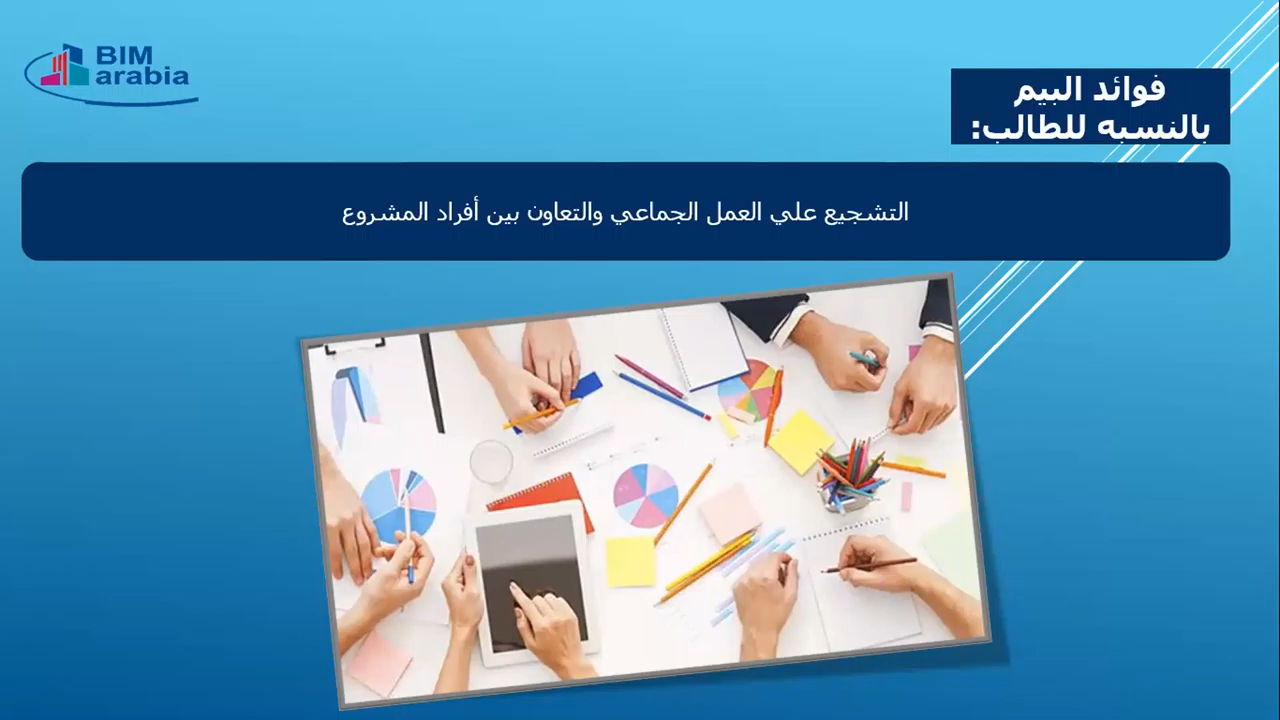 BIM
arabia
فوائد البيم
بالنسبه للطالب:
التشجيع علي العمل الجماعي والتعاون بين أفراد المشروع